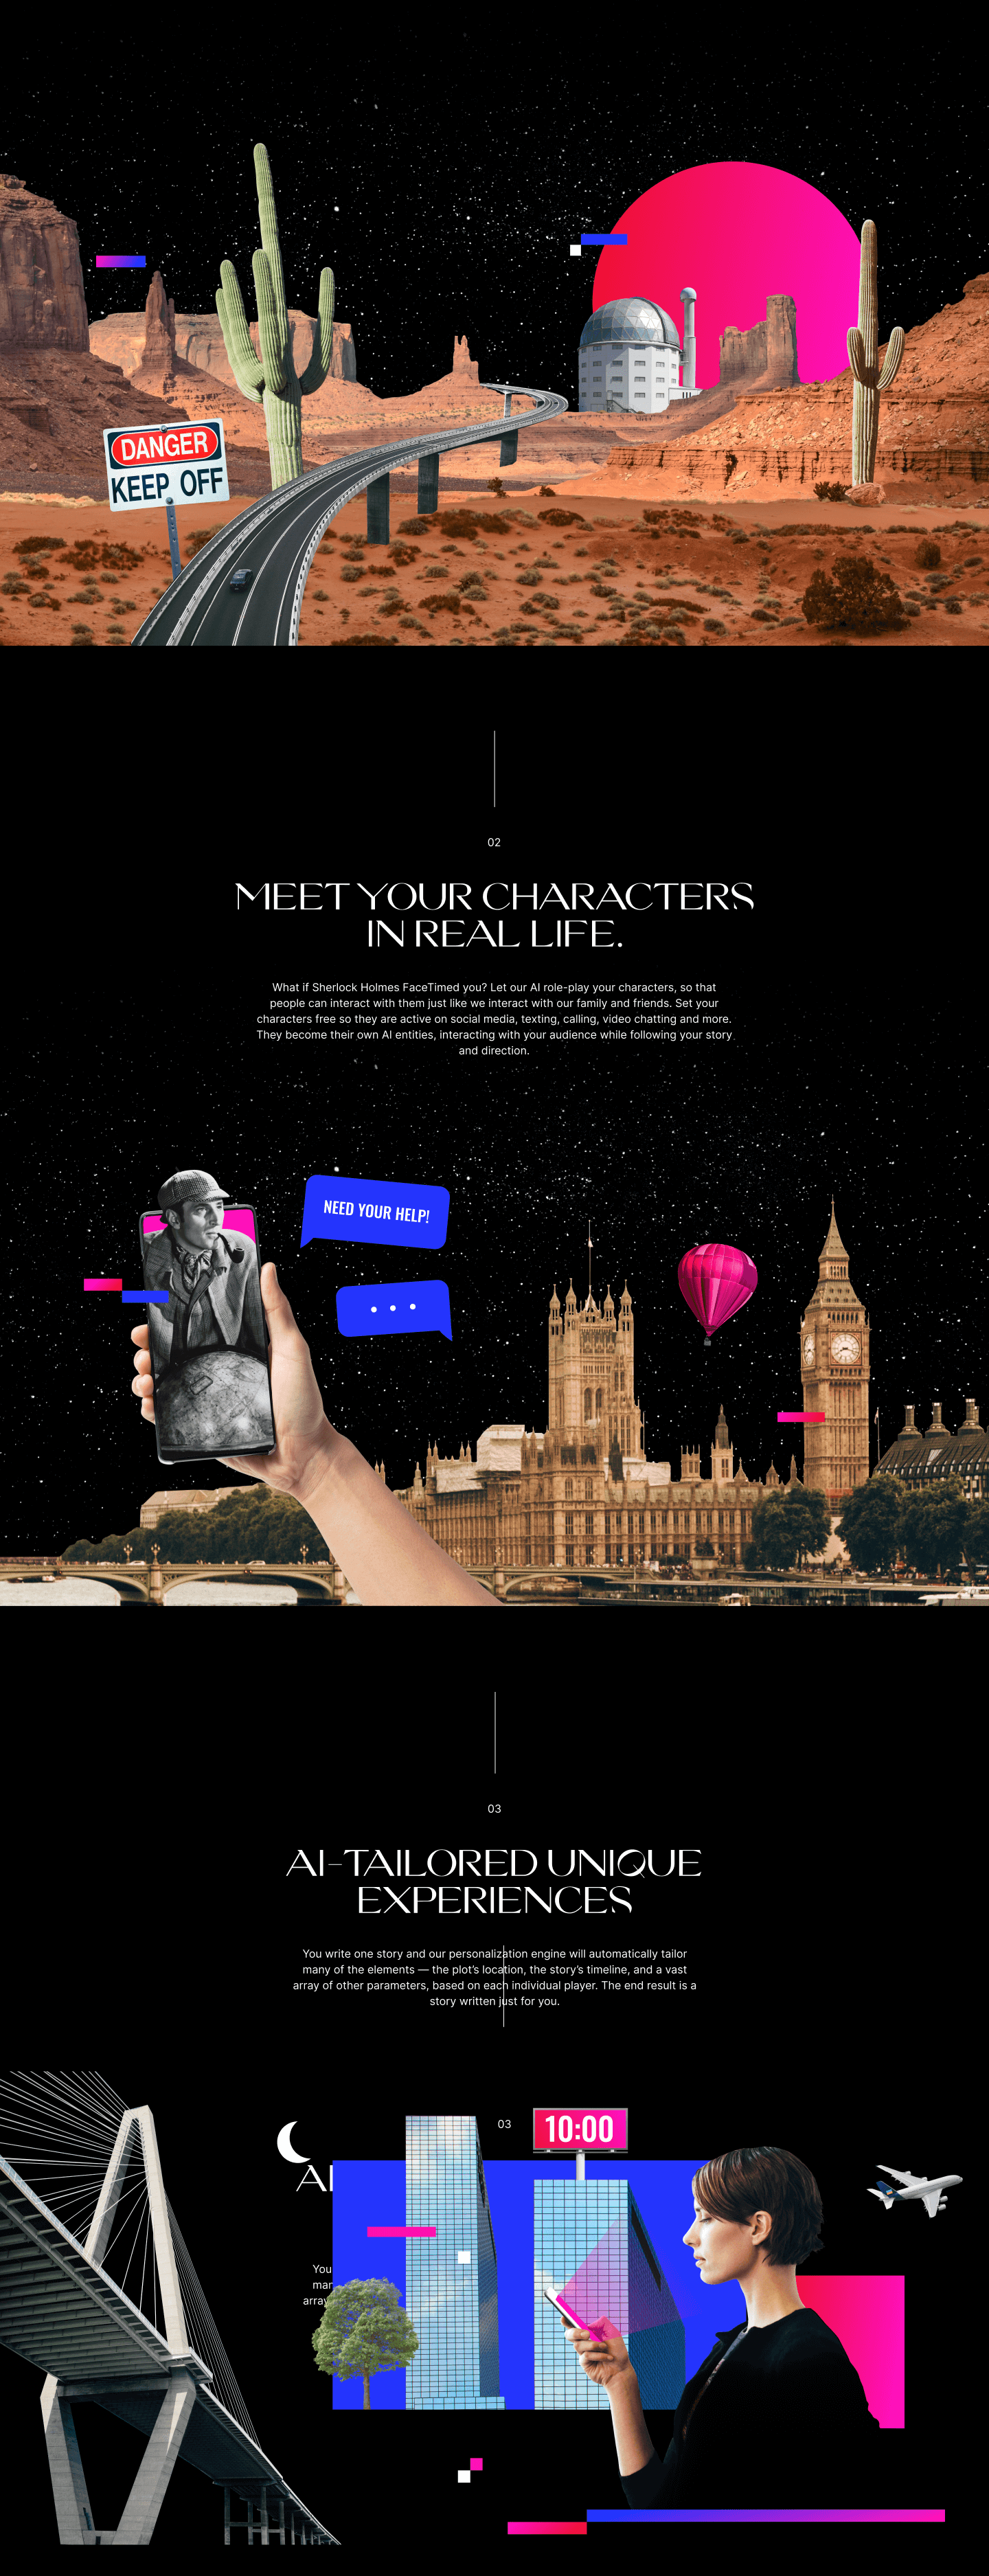 DANGER
KEEP OFF
02
MEET YOUR CHARACTERS
IN REAL LIFE.
What if Sherlock Holmes FaceTimed you? Let our AI role-play your characters, so that
people can interact with them just like we interact with our family and friends. Set your
characters free so they are active on social media, texting, calling, video chatting and more.
They become their own AI entities, interacting with your audience while following your story
and direction.
NEED YOUR HELP!
03
AI-TAILORED UNIQUE
EXPERIENCES
You write one story and our personalization engine will automatically tailor
many of the elements — the plot’s location, the story’s timeline, and a vast
array of other parameters, based on each individual player. The end result is a
story written just for you.
03
10:00
AI
You
mar
array